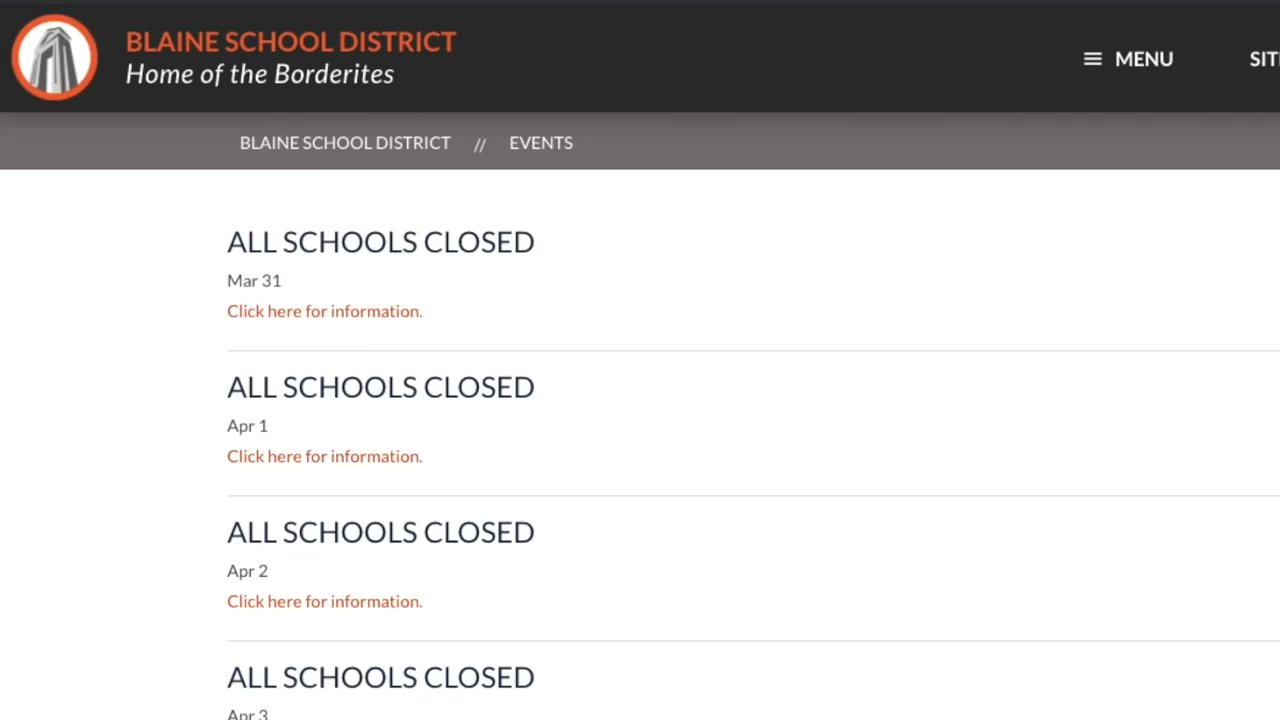 BLAINE SCHOOL DISTRICT
Home of the Borderites
MENU
BLAINE SCHOOL DISTRICT // EVENTS
ALL SCHOOLS CLOSED
Mar 31
Click here for information.
ALL SCHOOLS CLOSED
Apr 1
Click here for information.
ALL SCHOOLS CLOSED
Apr 2
Click here for information.
ALL SCHOOLS CLOSED
Apr 3